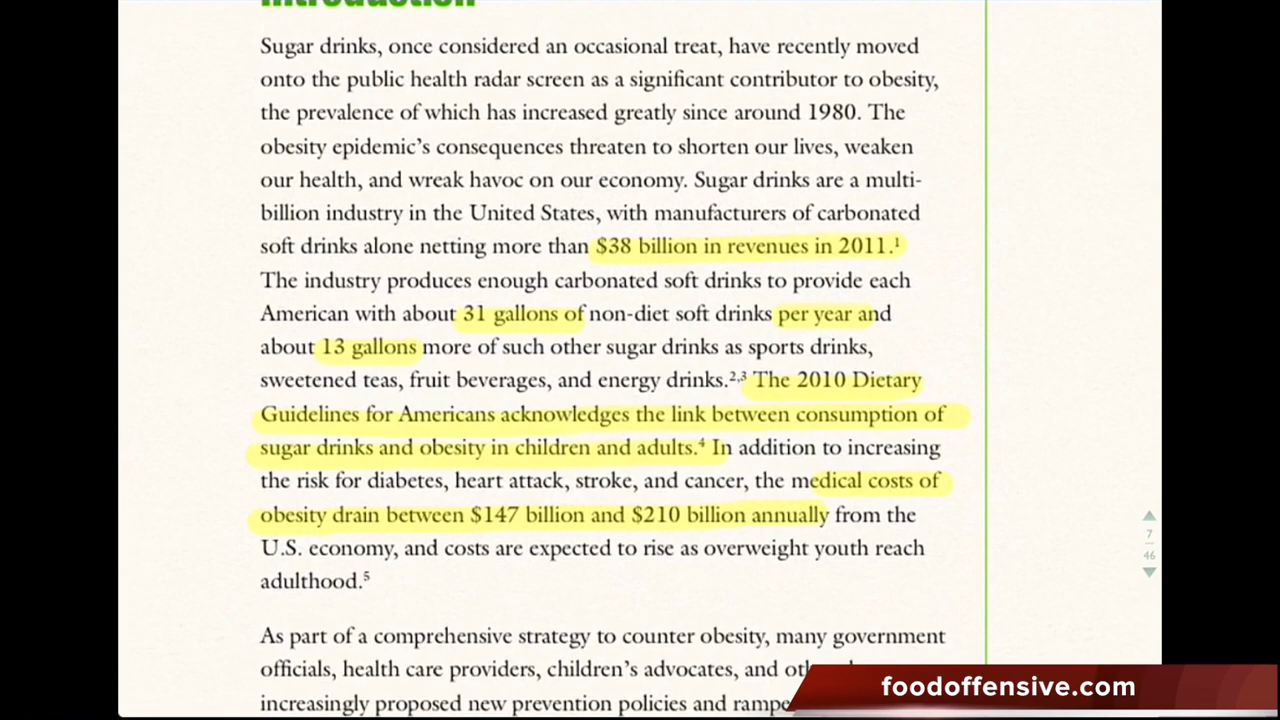 Introduction
Sugar drinks, once considered an occasional treat, have recently moved
onto the public health radar screen as a significant contributor to obesity,
the prevalence of which has increased greatly since around 1980. The
obesity epidemic’s consequences threaten to shorten our lives, weaken
our health, and wreak havoc on our economy. Sugar drinks are a multi-
billion industry in the United States, with manufacturers of carbonated
soft drinks alone netting more than $38 billion in revenues in 2011.¹
The industry produces enough carbonated soft drinks to provide each
American with about 31 gallons of non-diet soft drinks per year and
about 13 gallons more of such other sugar drinks as sports drinks,
sweetened teas, fruit beverages, and energy drinks.²,³ The 2010 Dietary
Guidelines for Americans acknowledges the link between consumption of
sugar drinks and obesity in children and adults.⁴ In addition to increasing
the risk for diabetes, heart attack, stroke, and cancer, the medical costs of
obesity drain between $147 billion and $210 billion annually from the
U.S. economy, and costs are expected to rise as overweight youth reach
adulthood.⁵
7
46
As part of a comprehensive strategy to counter obesity, many government
officials, health care providers, children’s advocates, and
increasingly proposed new prevention policies and
foodoffensive.com